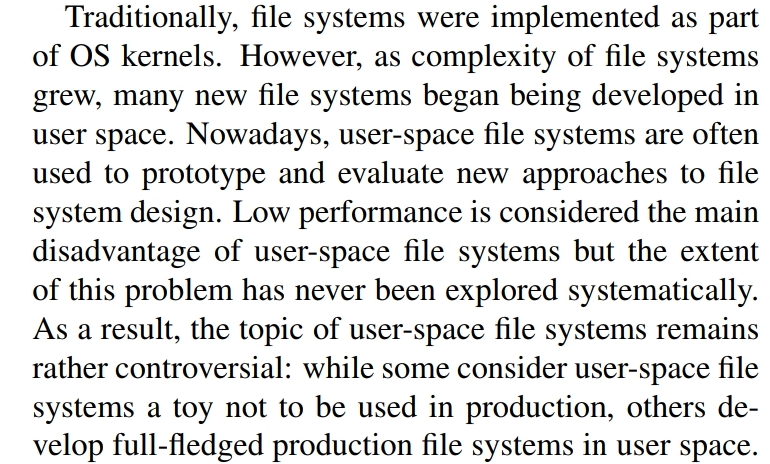 Traditionally, file systems were implemented as part
of OS kernels. However, as complexity of file systems
grew, many new file systems began being developed in
user space. Nowadays, user-space file systems are often
used to prototype and evaluate new approaches to file
system design. Low performance is considered the main
disadvantage of user-space file systems but the extent
of this problem has never been explored systematically.
As a result, the topic of user-space file systems remains
rather controversial: while some consider user-space file
systems a toy not to be used in production, others de-
velop full-fledged production file systems in user space.